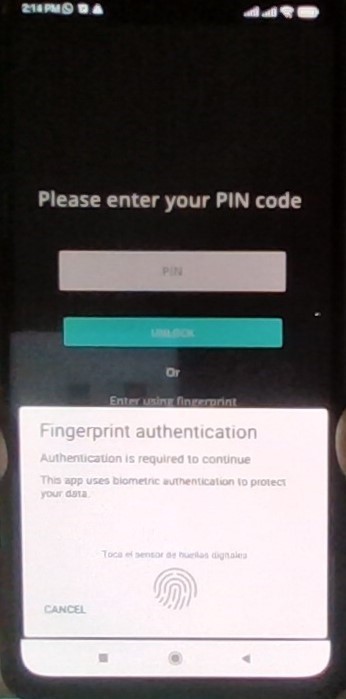 2:14 PM
Please enter your PIN code
PIN
UNLOCK
Or
Enter using fingerprint
Fingerprint authentication
Authentication is required to continue
This app uses biometric authentication to protect
your data.
Toca el sensor de huellas digitales
CANCEL